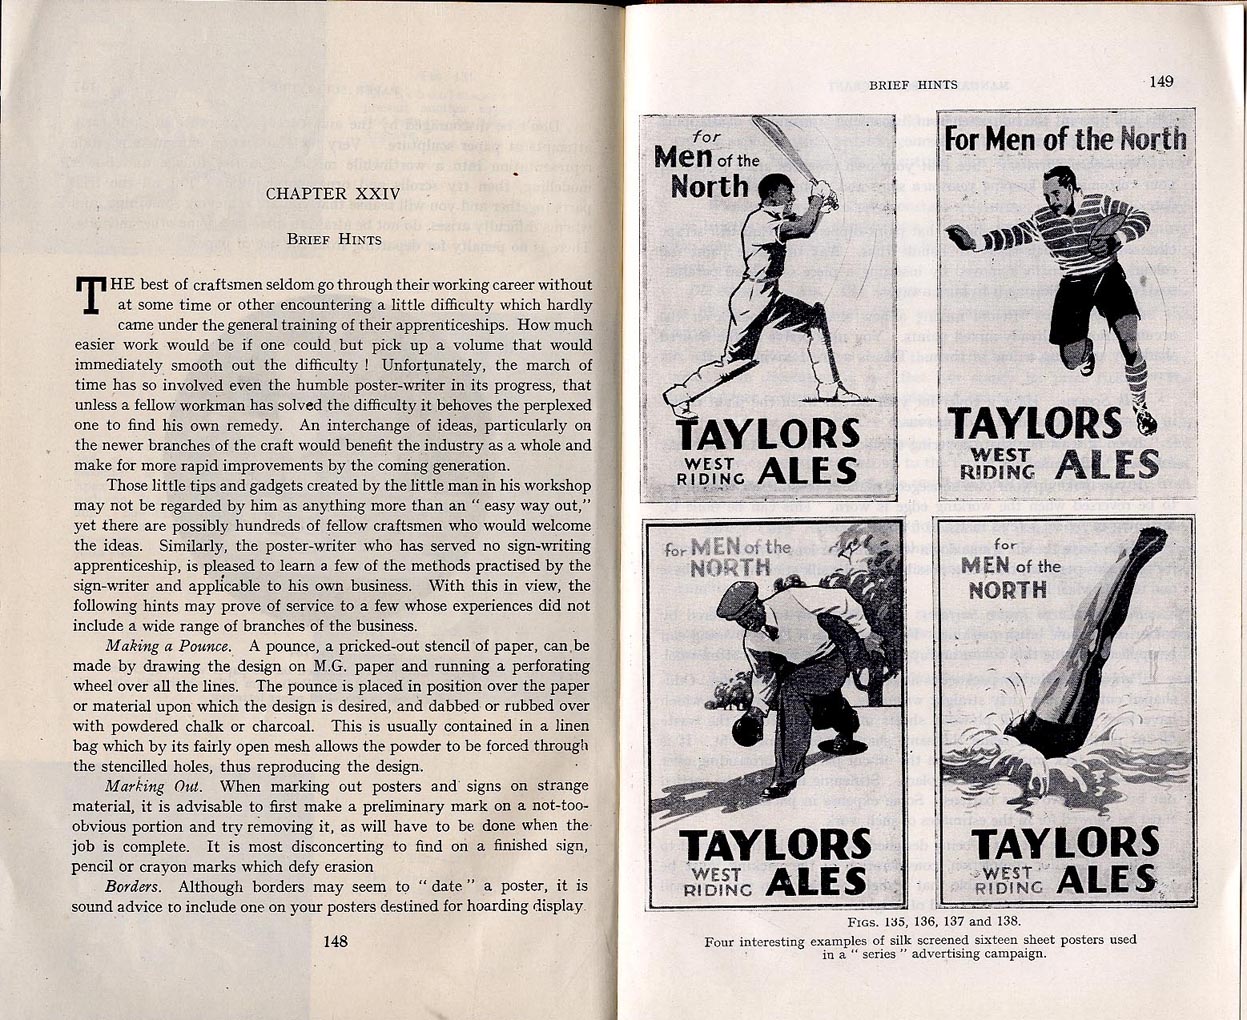 CHAPTER XXIV
BRIEF HINTS
THE best of craftsmen seldom go through their working career without
at some time or other encountering a little difficulty which hardly
came under the general training of their apprenticeships. How much
easier work would be if one could but pick up a volume that would
immediately smooth out the difficulty ! Unfortunately, the march of
time has so involved even the humble poster-writer in its progress, that
unless a fellow workman has solved the difficulty it behoves the perplexed
one to find his own remedy. An interchange of ideas, particularly on
the newer branches of the craft would benefit the industry as a whole and
make for more rapid improvements by the coming generation.
Those little tips and gadgets created by the little man in his workshop
may not be regarded by him as anything more than an " easy way out,"
yet there are possibly hundreds of fellow craftsmen who would welcome
the ideas. Similarly, the poster-writer who has served no sign-writing
apprenticeship, is pleased to learn a few of the methods practised by the
sign-writer and applicable to his own business. With this in view, the
following hints may prove of service to a few whose experiences did not
include a wide range of branches of the business.
Making a Pounce. A pounce, a pricked-out stencil of paper, can be
made by drawing the design on M.G. paper and running a perforating
wheel over all the lines. The pounce is placed in position over the paper
or material upon which the design is desired, and dabbed or rubbed over
with powdered chalk or charcoal. This is usually contained in a linen
bag which by its fairly open mesh allows the powder to be forced through
the stencilled holes, thus reproducing the design.
Marking Out. When marking out posters and signs on strange
material, it is advisable to first make a preliminary mark on a not-too-
obvious portion and try removing it, as will have to be done when the
job is complete. It is most disconcerting to find on a finished sign,
pencil or crayon marks which defy erasion
Borders. Although borders may seem to " date " a poster, it is
sound advice to include one on your posters destined for hoarding display
148
BRIEF HINTS 149
for
Men of the
North
TAYLORS
WEST RIDING ALES
For Men of the North
TAYLORS
WEST RIDING ALES
for MEN of the
NORTH
TAYLORS
WEST RIDING ALES
for
MEN of the
NORTH
TAYLORS
WEST RIDING ALES
FIGS. 135, 136, 137 and 138.
Four interesting examples of silk screened sixteen sheet posters used
in a " series " advertising campaign.